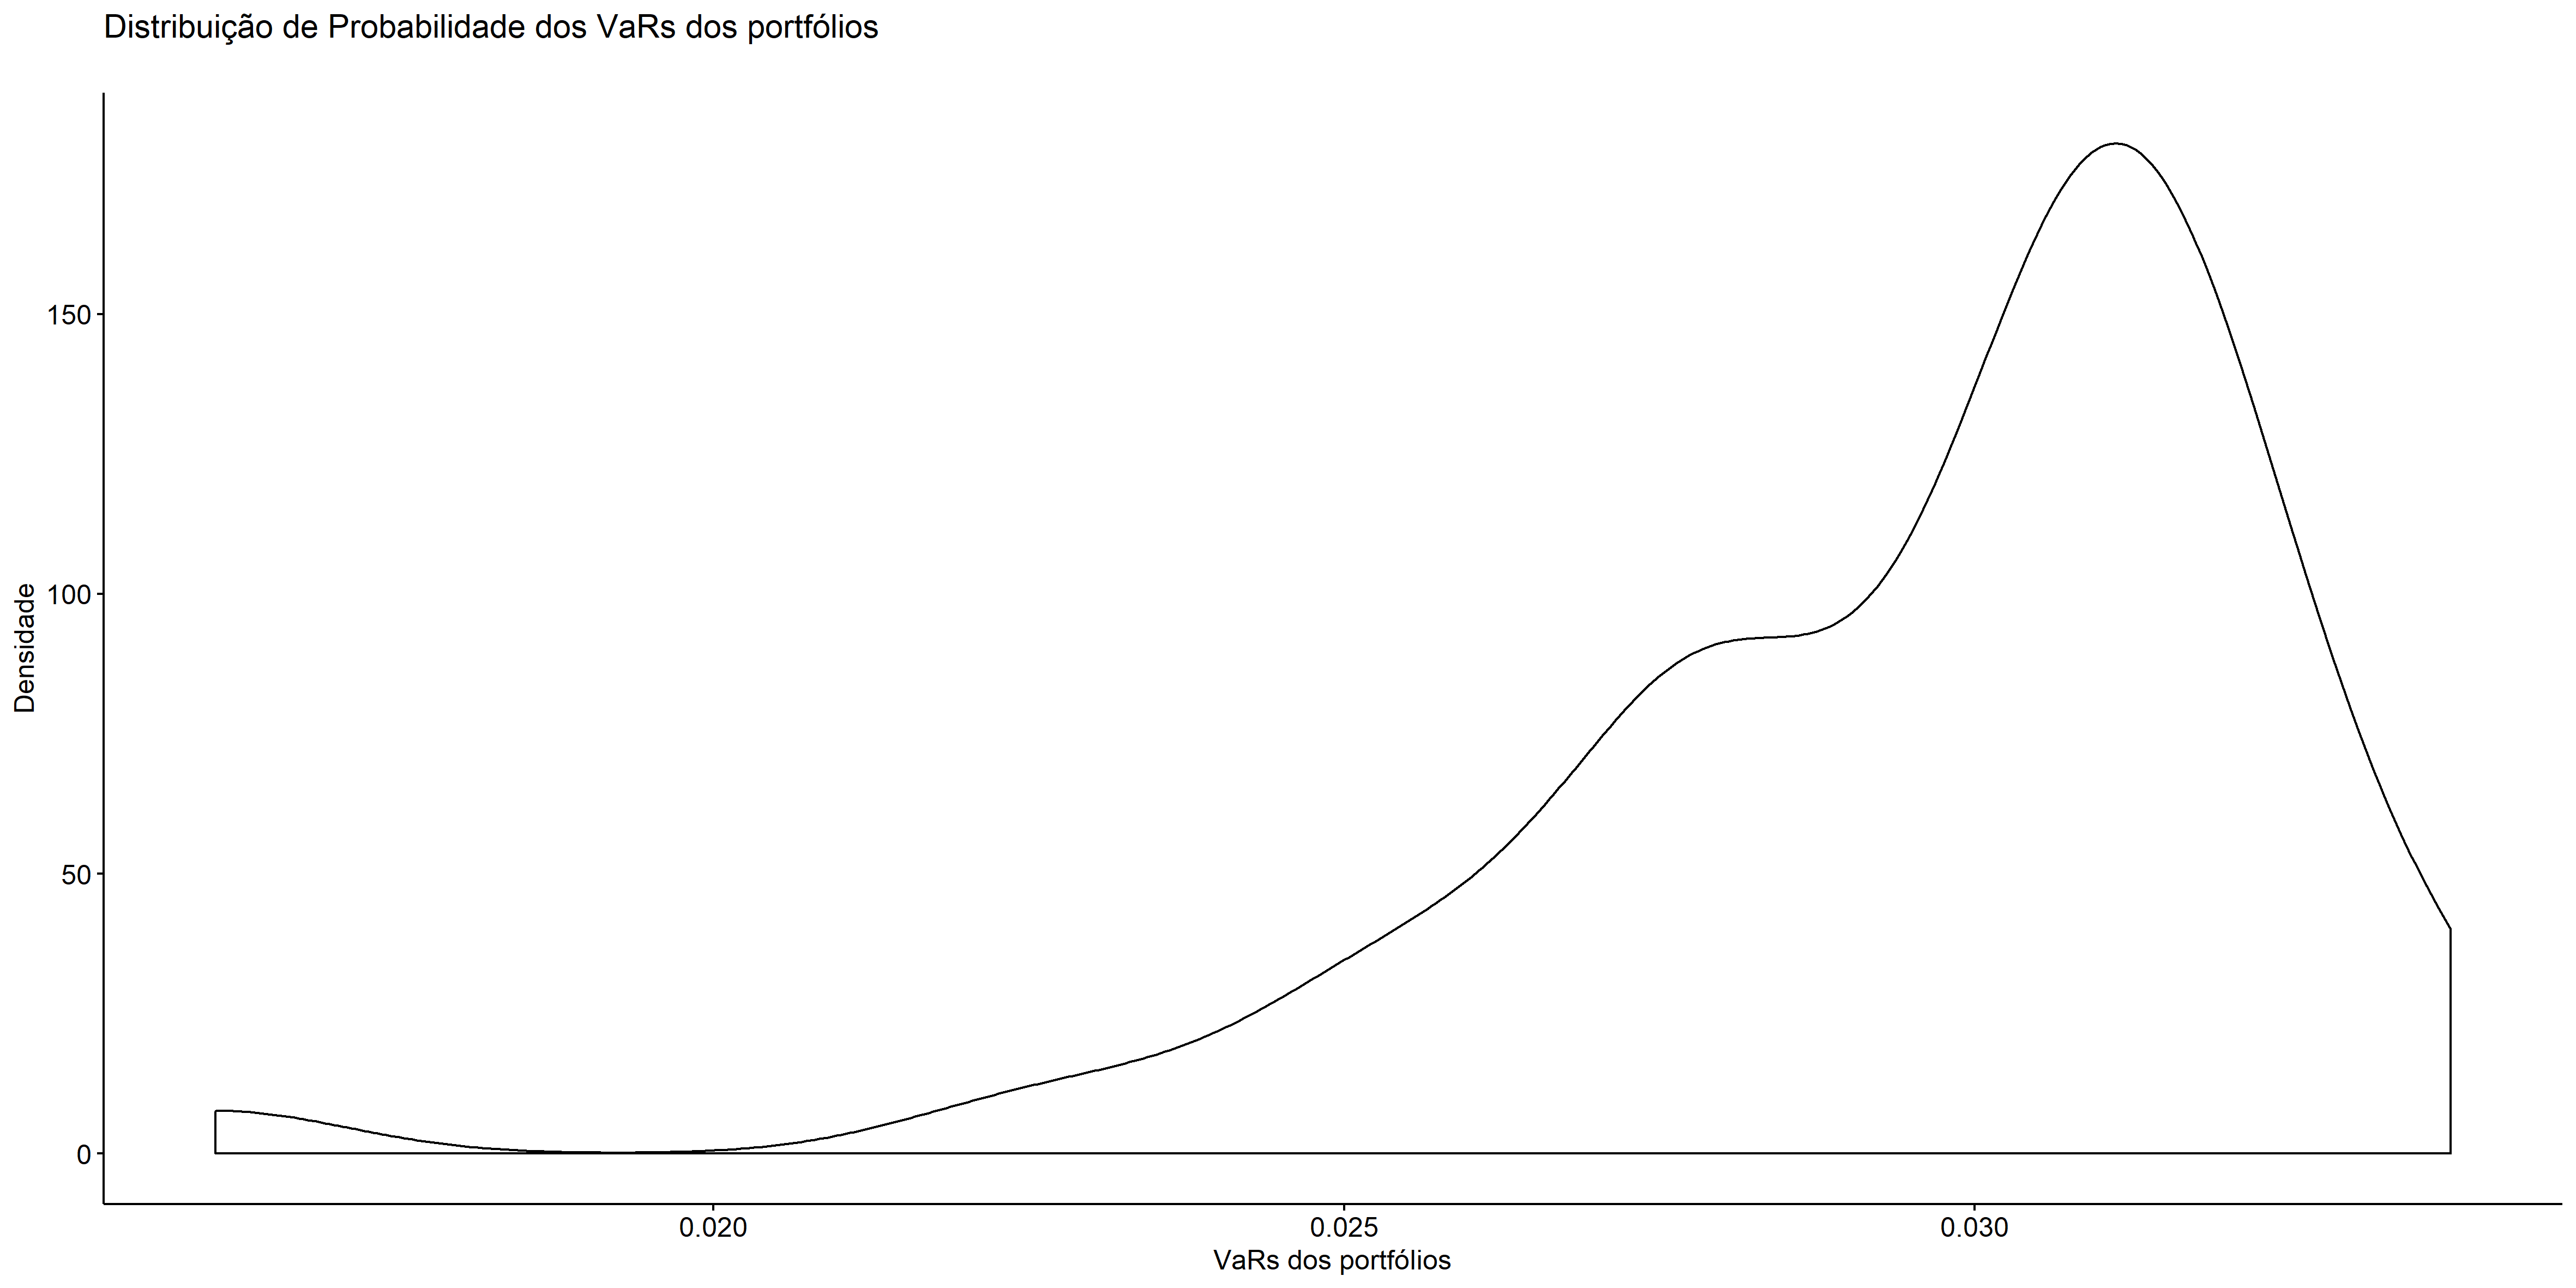 Distribuição de Probabilidade dos VaRs dos portfólios
Densidade
150
100
50
0
0.020
0.025
0.030
VaRs dos portfólios